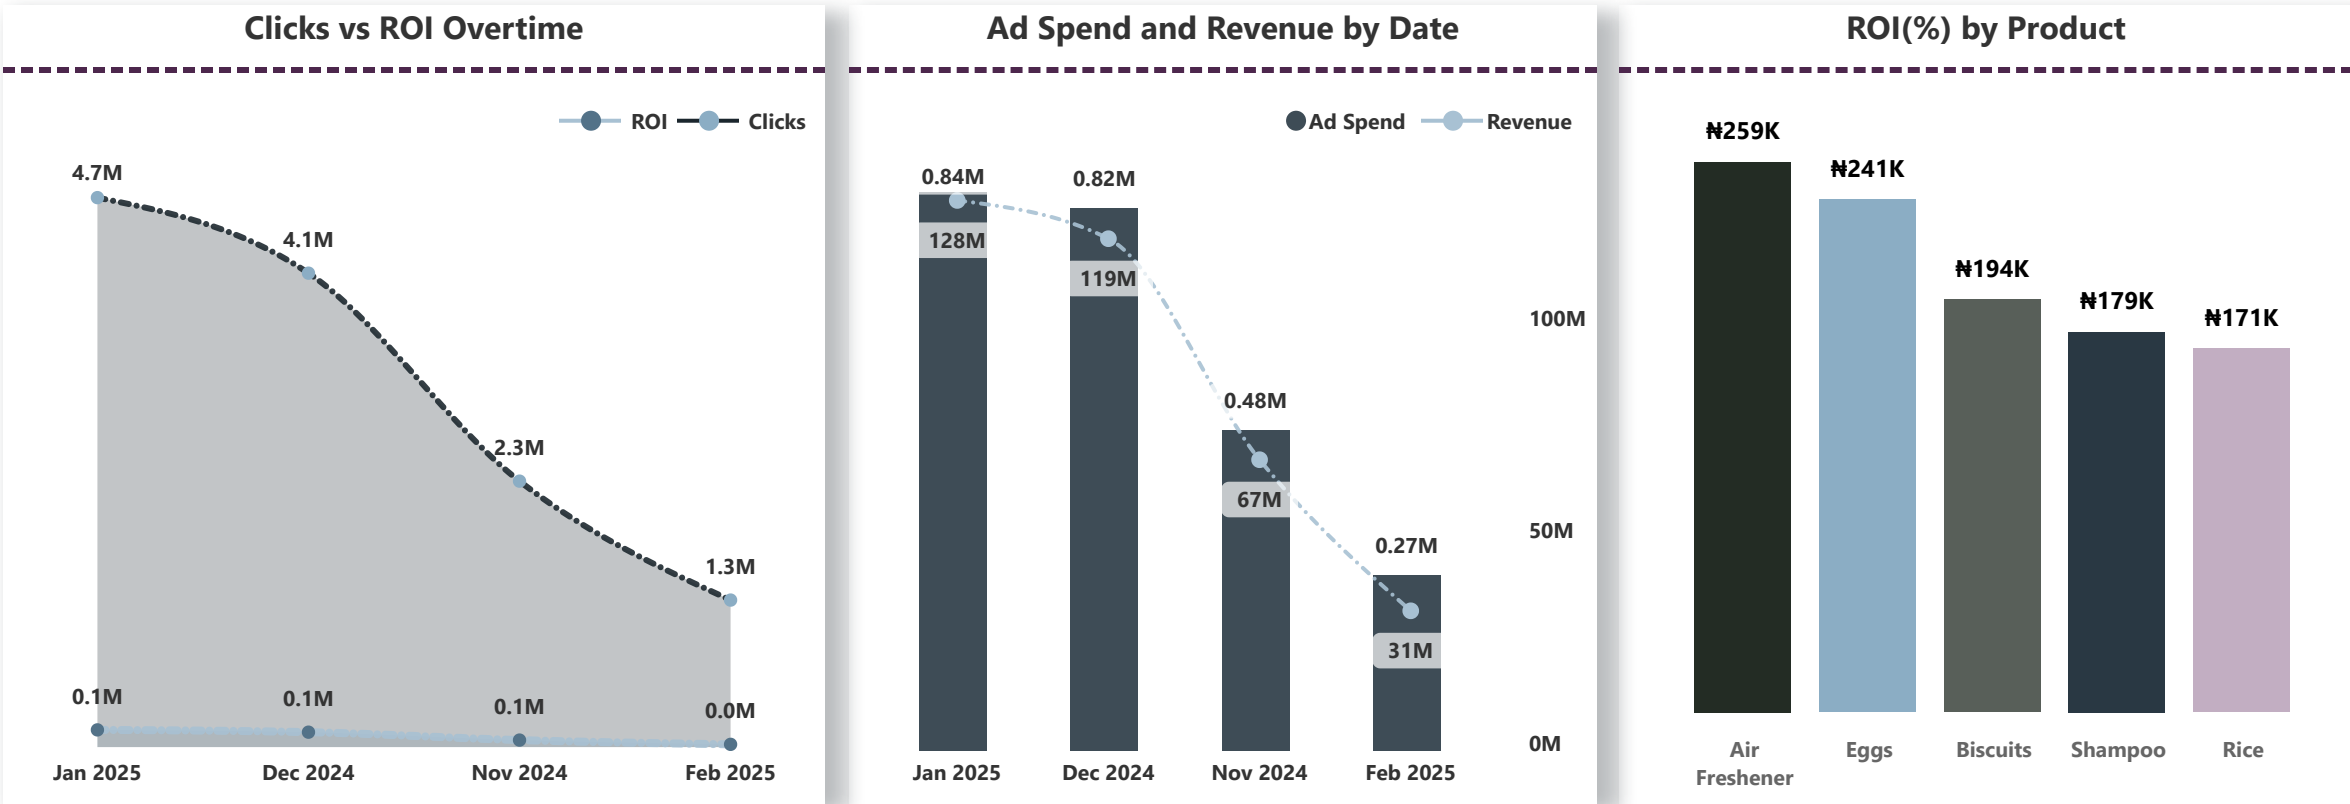 Clicks vs ROI Overtime
ROI
Clicks
4.7M
4.1M
2.3M
1.3M
0.1M
0.1M
0.1M
0.0M
Jan 2025
Dec 2024
Nov 2024
Feb 2025
Ad Spend and Revenue by Date
Ad Spend
Revenue
0.84M
0.82M
128M
119M
100M
0.48M
67M
50M
0.27M
31M
0M
Jan 2025
Dec 2024
Nov 2024
Feb 2025
ROI(%) by Product
₦259K
₦241K
₦194K
₦179K
₦171K
Air
Freshener
Eggs
Biscuits
Shampoo
Rice